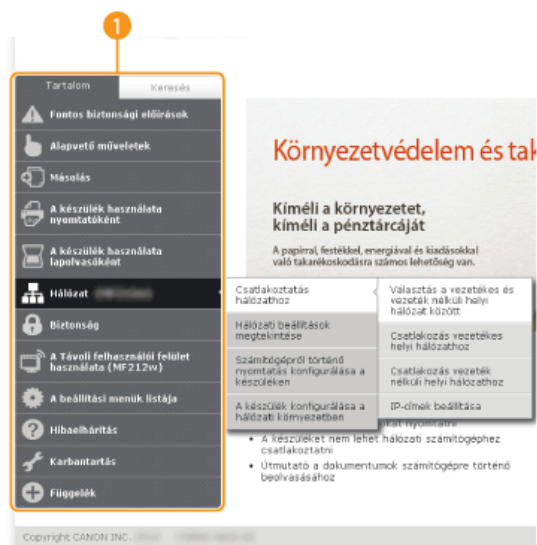 1
Tartalom
Keresés
Fontos biztonsági előírások
Alapvető műveletek
Másolás
A készülék használata
nyomtatóként
A készülék használata
lapolvasóként
Hálózat
Biztonság
A Távoli felhasználói felület
használata (MF212w)
A beállítási menük listája
Hibaelhárítás
Karbantartás
Függelék
Környezetvédelem és tak
Kíméli a környezetet,
kíméli a pénztárcáját
A papírral, festékkel, energiával és kiadásokkal
való takarékoskodásra számos lehetőség van.
Csatlakoztatás
hálózathoz
Hálózati beállítások
megtekintése
Számítógépről történő
nyomtatás konfigurálása a
készüléken
A készülék konfigurálása a
hálózati környezetben
Választás a vezetékes és
vezeték nélküli helyi
hálózat között
Csatlakozás vezetékes
helyi hálózathoz
Csatlakozás vezeték
nélküli helyi hálózathoz
IP-címek beállítása
nyomtatni
• A készüléket nem lehet hálózati számítógéphez
csatlakoztatni
• Útmutató a dokumentumok számítógépre történő
beolvasásához
Copyright CANON INC.